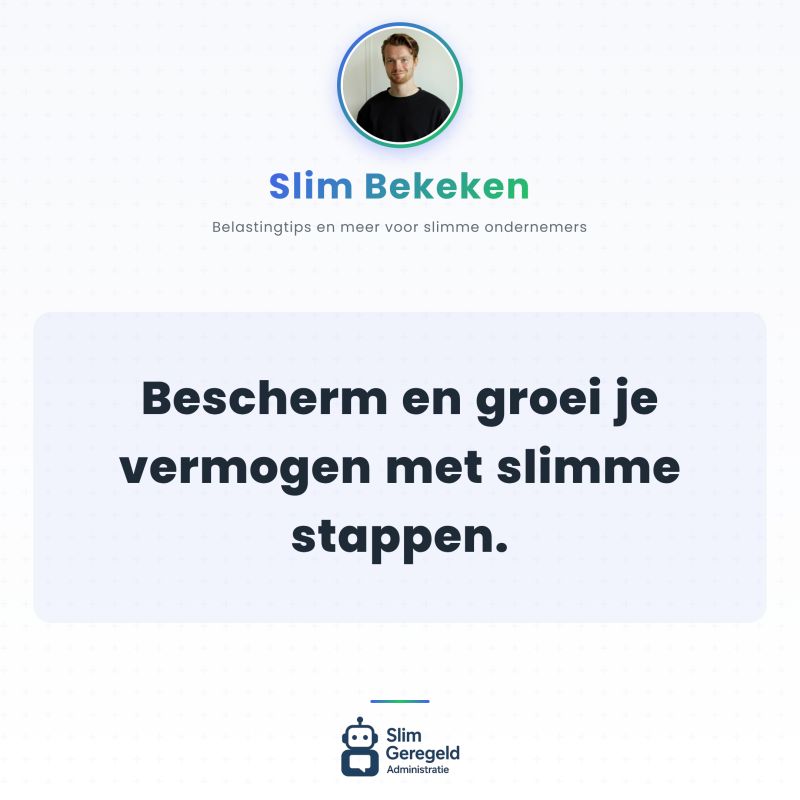 Slim Bekeken
Belastingtips en meer voor slimme ondernemers
Bescherm en groei je
vermogen met slimme
stappen.
Slim
Geregeld
Administratie